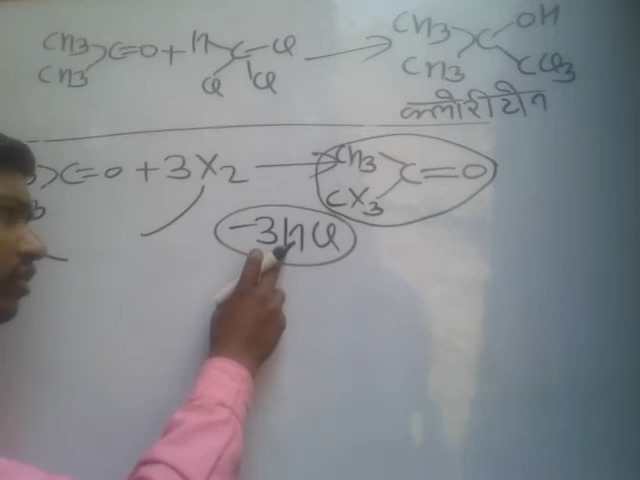 CH3 CH3 >C=O + H C Cl Cl Cl → CH3 CH3 >C OH CCl3
क्लोरीटोन
>C=O + 3X2 → CH3 CX3 >C=O
-3HCl